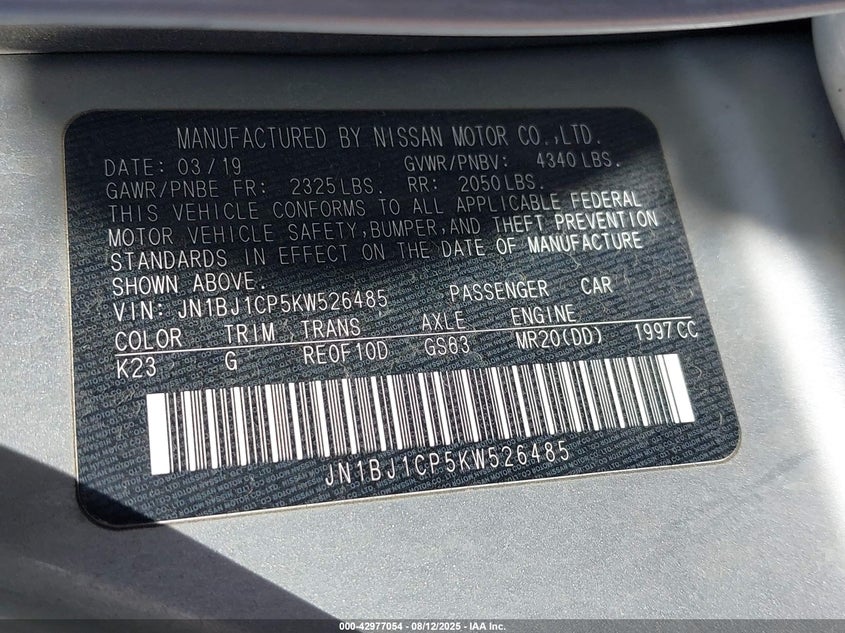 MANUFACTURED BY NISSAN MOTOR CO.,LTD.
DATE: 03/19 GVWR/PNBV: 4340 LBS.
GAWR/PNBE FR: 2325 LBS. RR: 2050 LBS.
THIS VEHICLE CONFORMS TO ALL APPLICABLE FEDERAL
MOTOR VEHICLE SAFETY,BUMPER,AND THEFT PREVENTION
STANDARDS IN EFFECT ON THE DATE OF MANUFACTURE
SHOWN ABOVE.
VIN: JN1BJ1CP5KW526485 PASSENGER CAR
COLOR TRIM TRANS AXLE ENGINE
K23 G RE0F10D GS63 MR20(DD) 1997CC
JN1BJ1CP5KW526485
000-42977054 - 08/12/2025 - IAA Inc.